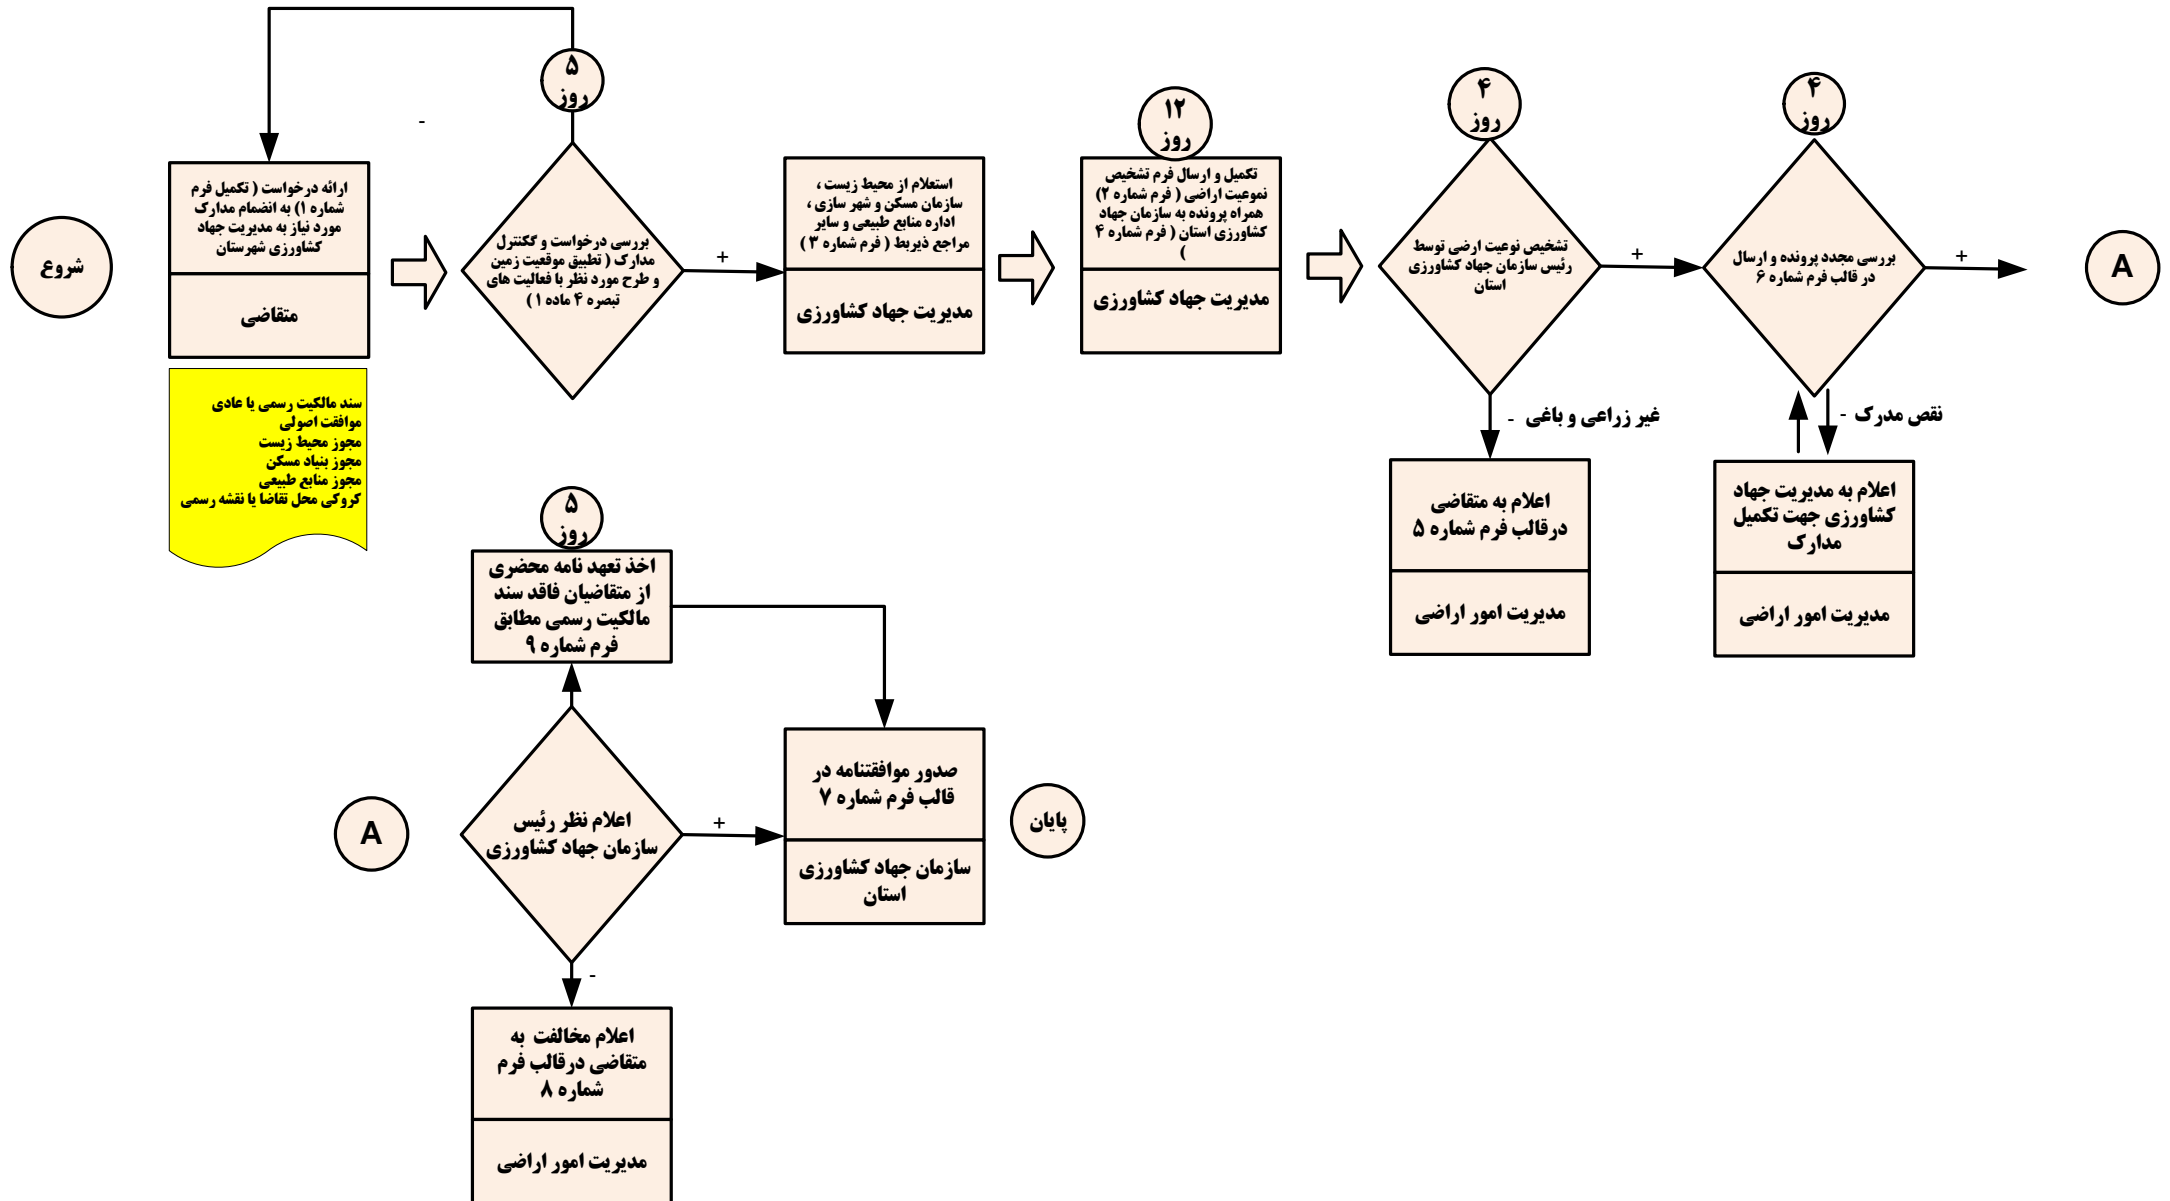 شروع
ارائه درخواست ( تکمیل فرم
شماره ۱) به انضمام مدارک
مورد نیاز به مدیریت جهاد
کشاورزی شهرستان
متقاضی
سند مالکیت رسمی یا عادی
موافقت اصولی
مجوز محیط زیست
مجوز بنیاد مسکن
مجوز منابع طبیعی
کروکی محل تقاضا یا نقشه رسمی
-
۵
روز
بررسی درخواست و گکنترل
مدارک ( تطبیق موقعیت زمین
و طرح مورد نظر با فعالیت های
تبصره ۴ ماده ۱ )
+
استعلام از محیط زیست ،
سازمان مسکن و شهر سازی ،
اداره منابع طبیعی و سایر
مراجع ذیربط ( فرم شماره ۳ )
مدیریت جهاد کشاورزی
۱۲
روز
تکمیل و ارسال فرم تشخیص
نموعیت اراضی ( فرم شماره ۲)
همراه پرونده به سازمان جهاد
کشاورزی استان ( فرم شماره ۴
)
مدیریت جهاد کشاورزی
۴
روز
تشخیص نوعیت ارضی توسط
رئیس سازمان جهاد کشاورزی
استان
+
- غیر زراعی و باغی
اعلام به متقاضی
درقالب فرم شماره ۵
مدیریت امور اراضی
۴
روز
بررسی مجدد پرونده و ارسال
در قالب فرم شماره ۶
+
نقص مدرک -
اعلام به مدیریت جهاد
کشاورزی جهت تکمیل
مدارک
مدیریت امور اراضی
A
A
۵
روز
اخذ تعهد نامه محضری
از متقاضیان فاقد سند
مالکیت رسمی مطابق
فرم شماره ۹
اعلام نظر رئیس
سازمان جهاد کشاورزی
+
صدور موافقتنامه در
قالب فرم شماره ۷
سازمان جهاد کشاورزی
استان
پایان
-
اعلام مخالفت به
متقاضی درقالب فرم
شماره ۸
مدیریت امور اراضی